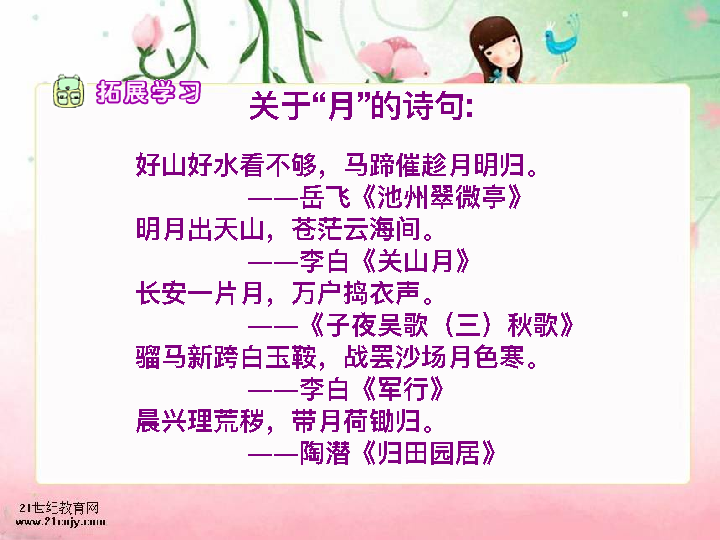 拓展学习
关于“月”的诗句:
好山好水看不够，马蹄催趁月明归。
——岳飞《池州翠微亭》
明月出天山，苍茫云海间。
——李白《关山月》
长安一片月，万户捣衣声。
——《子夜吴歌（三）秋歌》
骝马新跨白玉鞍，战罢沙场月色寒。
——李白《军行》
晨兴理荒秽，带月荷锄归。
——陶潜《归田园居》
21世纪教育网
www.21cnjy.com